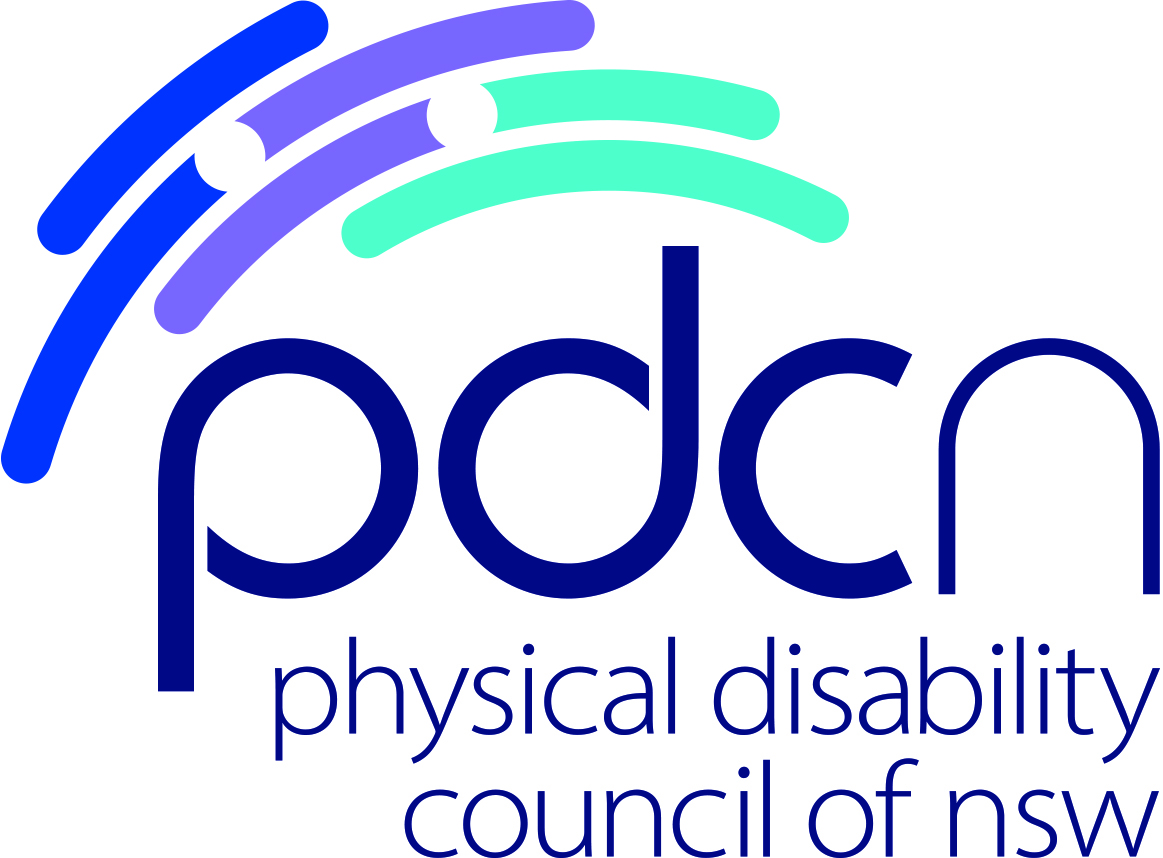 pdcn
physical disability
council of nsw